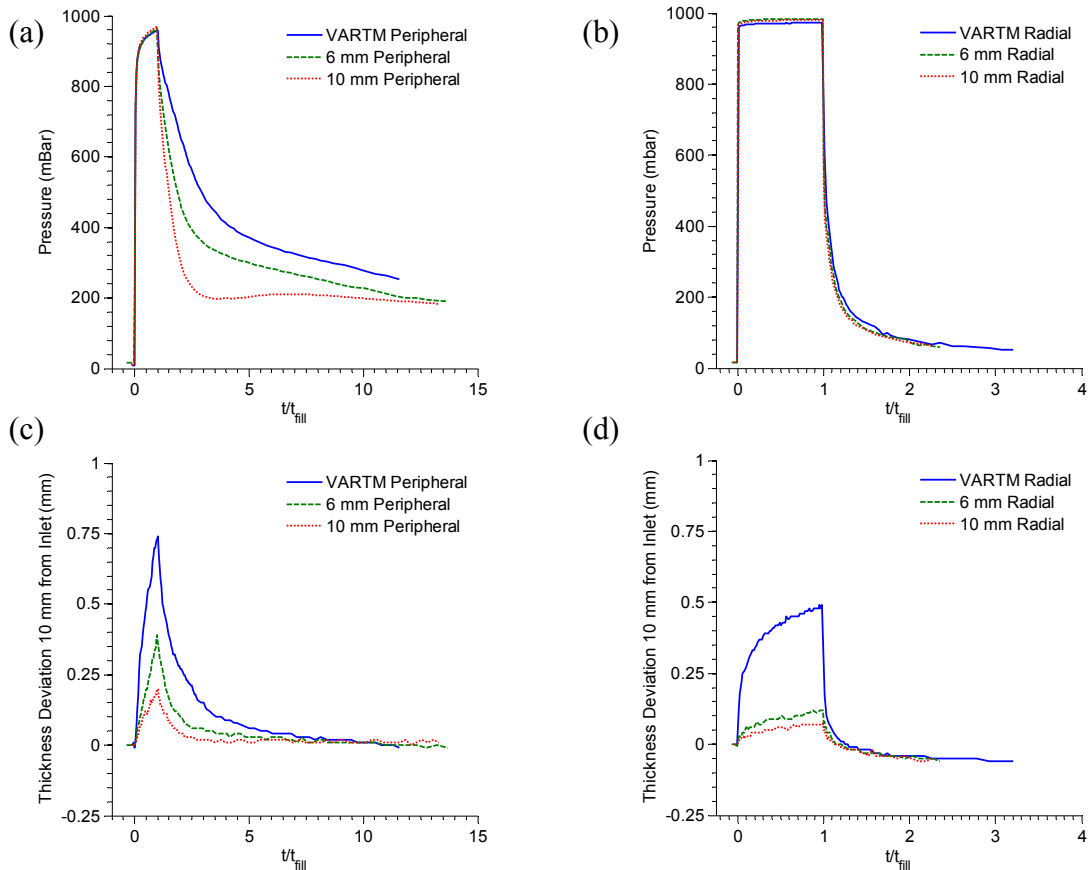 (a)
1000
800
600
400
200
0
Pressure (mBar)
0
5
10
15
t/tfill
VARTM Peripheral
6 mm Peripheral
10 mm Peripheral
(b)
1000
800
600
400
200
0
Pressure (mbar)
0
1
2
3
4
t/tfill
VARTM Radial
6 mm Radial
10 mm Radial
(c)
1
0.75
0.5
0.25
0
-0.25
Thickness Deviation 10 mm from Inlet (mm)
0
5
10
15
t/tfill
VARTM Peripheral
6 mm Peripheral
10 mm Peripheral
(d)
1
0.75
0.5
0.25
0
-0.25
Thickness Deviation 10 mm from Inlet (mm)
0
1
2
3
4
t/tfill
VARTM Radial
6 mm Radial
10 mm Radial